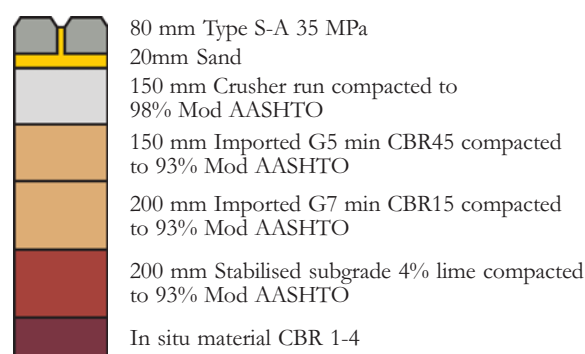 80 mm Type S-A 35 MPa
20mm Sand
150 mm Crusher run compacted to
98% Mod AASHTO
150 mm Imported G5 min CBR45 compacted
to 93% Mod AASHTO
200 mm Imported G7 min CBR15 compacted
to 93% Mod AASHTO
200 mm Stabilised subgrade 4% lime compacted
to 93% Mod AASHTO
In situ material CBR 1-4